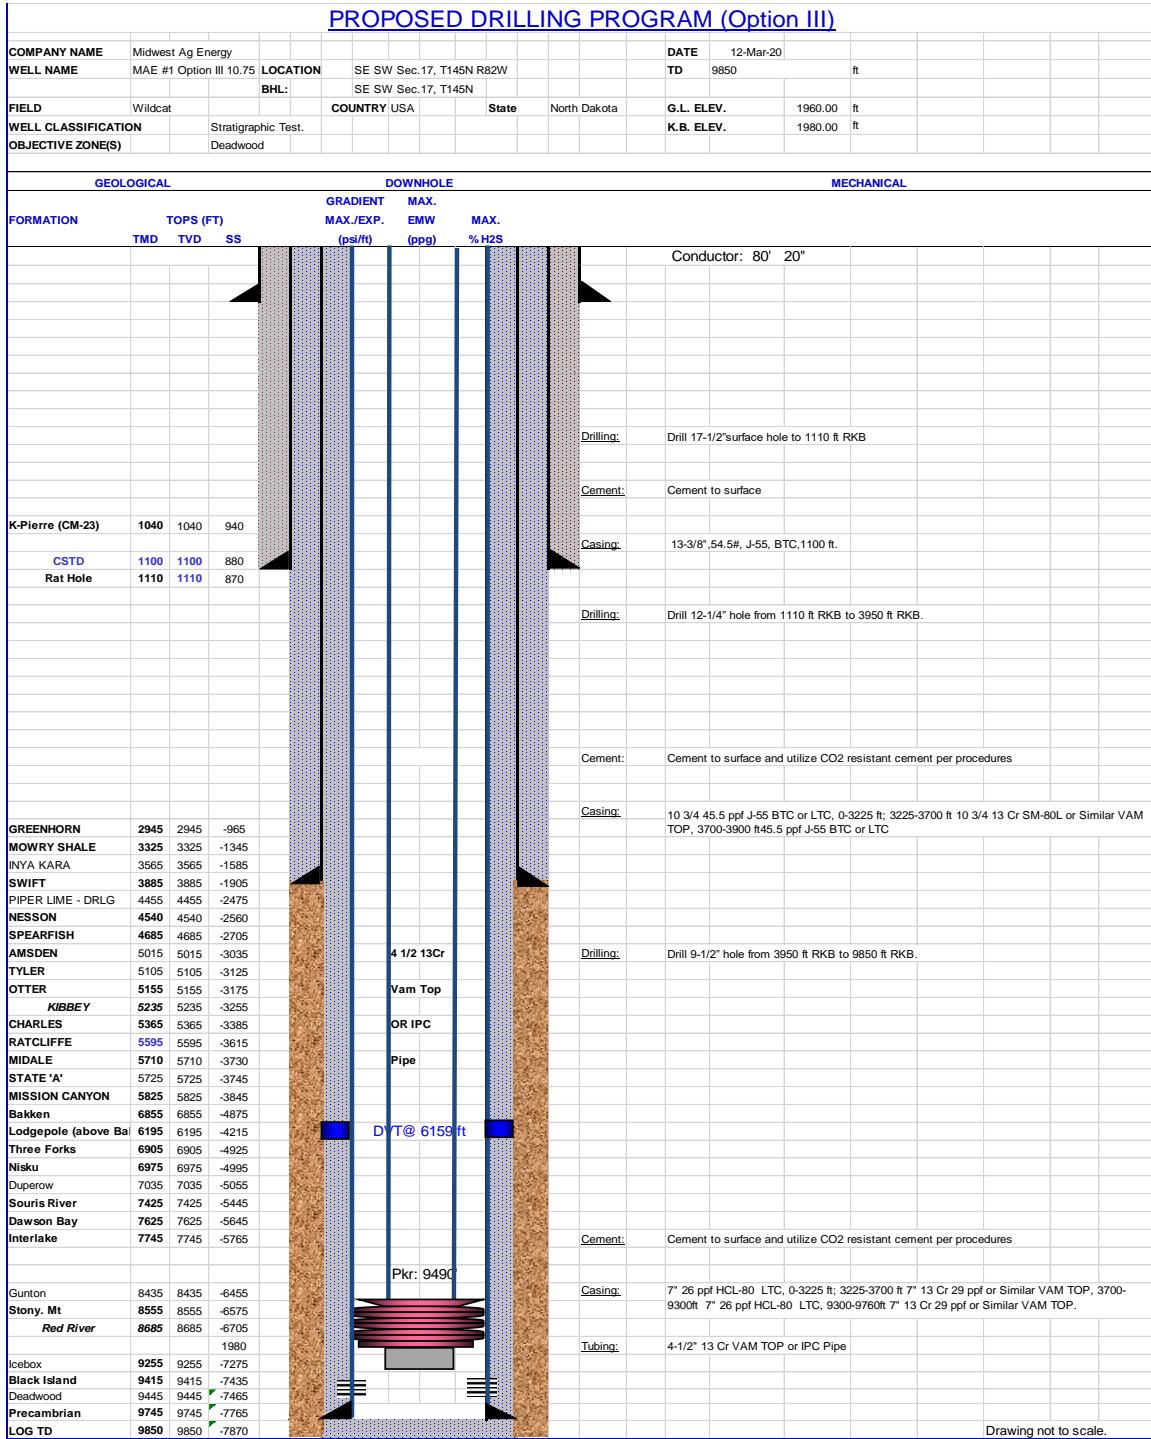 PROPOSED DRILLING PROGRAM (Option III)
COMPANY NAME Midwest Ag Energy DATE 12-Mar-20
WELL NAME MAE #1 Option III 10.75 LOCATION SE SW Sec.17, T145N R82W TD 9850 ft
BHL: SE SW Sec.17, T145N
FIELD Wildcat COUNTRY USA State North Dakota G.L. ELEV. 1960.00 ft
WELL CLASSIFICATION Stratigraphic Test. K.B. ELEV. 1980.00 ft
OBJECTIVE ZONE(S) Deadwood
GEOLOGICAL DOWNHOLE MECHANICAL
GRADIENT MAX.
FORMATION TOPS (FT) MAX./EXP. EMW MAX.
TMD TVD SS (psi/ft) (ppg) % H2S
Conductor: 80' 20"
Drilling: Drill 17-1/2"surface hole to 1110 ft RKB
Cement: Cement to surface
K-Pierre (CM-23) 1040 1040 940
Casing: 13-3/8",54.5#, J-55, BTC,1100 ft.
CSTD 1100 1100 880
Rat Hole 1110 1110 870
Drilling: Drill 12-1/4" hole from 1110 ft RKB to 3950 ft RKB.
Cement: Cement to surface and utilize CO2 resistant cement per procedures
Casing: 10 3/4 45.5 ppf J-55 BTC or LTC, 0-3225 ft; 3225-3700 ft 10 3/4 13 Cr SM-80L or Similar VAM
TOP, 3700-3900 ft45.5 ppf J-55 BTC or LTC
GREENHORN 2945 2945 -965
MOWRY SHALE 3325 3325 -1345
INYA KARA 3565 3565 -1585
SWIFT 3885 3885 -1905
PIPER LIME - DRLG 4455 4455 -2475
NESSON 4540 4540 -2560
SPEARFISH 4685 4685 -2705
AMSDEN 5015 5015 -3035 4 1/2 13Cr Drilling: Drill 9-1/2" hole from 3950 ft RKB to 9850 ft RKB.
TYLER 5105 5105 -3125
OTTER 5155 5155 -3175 Vam Top
KIBBEY 5235 5235 -3255
CHARLES 5365 5365 -3385 OR IPC
RATCLIFFE 5595 5595 -3615
MIDALE 5710 5710 -3730 Pipe
STATE 'A' 5725 5725 -3745
MISSION CANYON 5825 5825 -3845
Bakken 6855 6855 -4875
Lodgepole (above Ba 6195 6195 -4215 DVT@ 6159 ft
Three Forks 6905 6905 -4925
Nisku 6975 6975 -4995
Duperow 7035 7035 -5055
Souris River 7425 7425 -5445
Dawson Bay 7625 7625 -5645
Interlake 7745 7745 -5765 Cement: Cement to surface and utilize CO2 resistant cement per procedures
Pkr: 9490'
Gunton 8435 8435 -6455 Casing: 7" 26 ppf HCL-80 LTC, 0-3225 ft; 3225-3700 ft 7" 13 Cr 29 ppf or Similar VAM TOP, 3700-
Stony. Mt 8555 8555 -6575 9300ft 7" 26 ppf HCL-80 LTC, 9300-9760ft 7" 13 Cr 29 ppf or Similar VAM TOP.
Red River 8685 8685 -6705
1980 Tubing: 4-1/2" 13 Cr VAM TOP or IPC Pipe
Icebox 9255 9255 -7275
Black Island 9415 9415 -7435
Deadwood 9445 9445 -7465
Precambrian 9745 9745 -7765
LOG TD 9850 9850 -7870 Drawing not to scale.